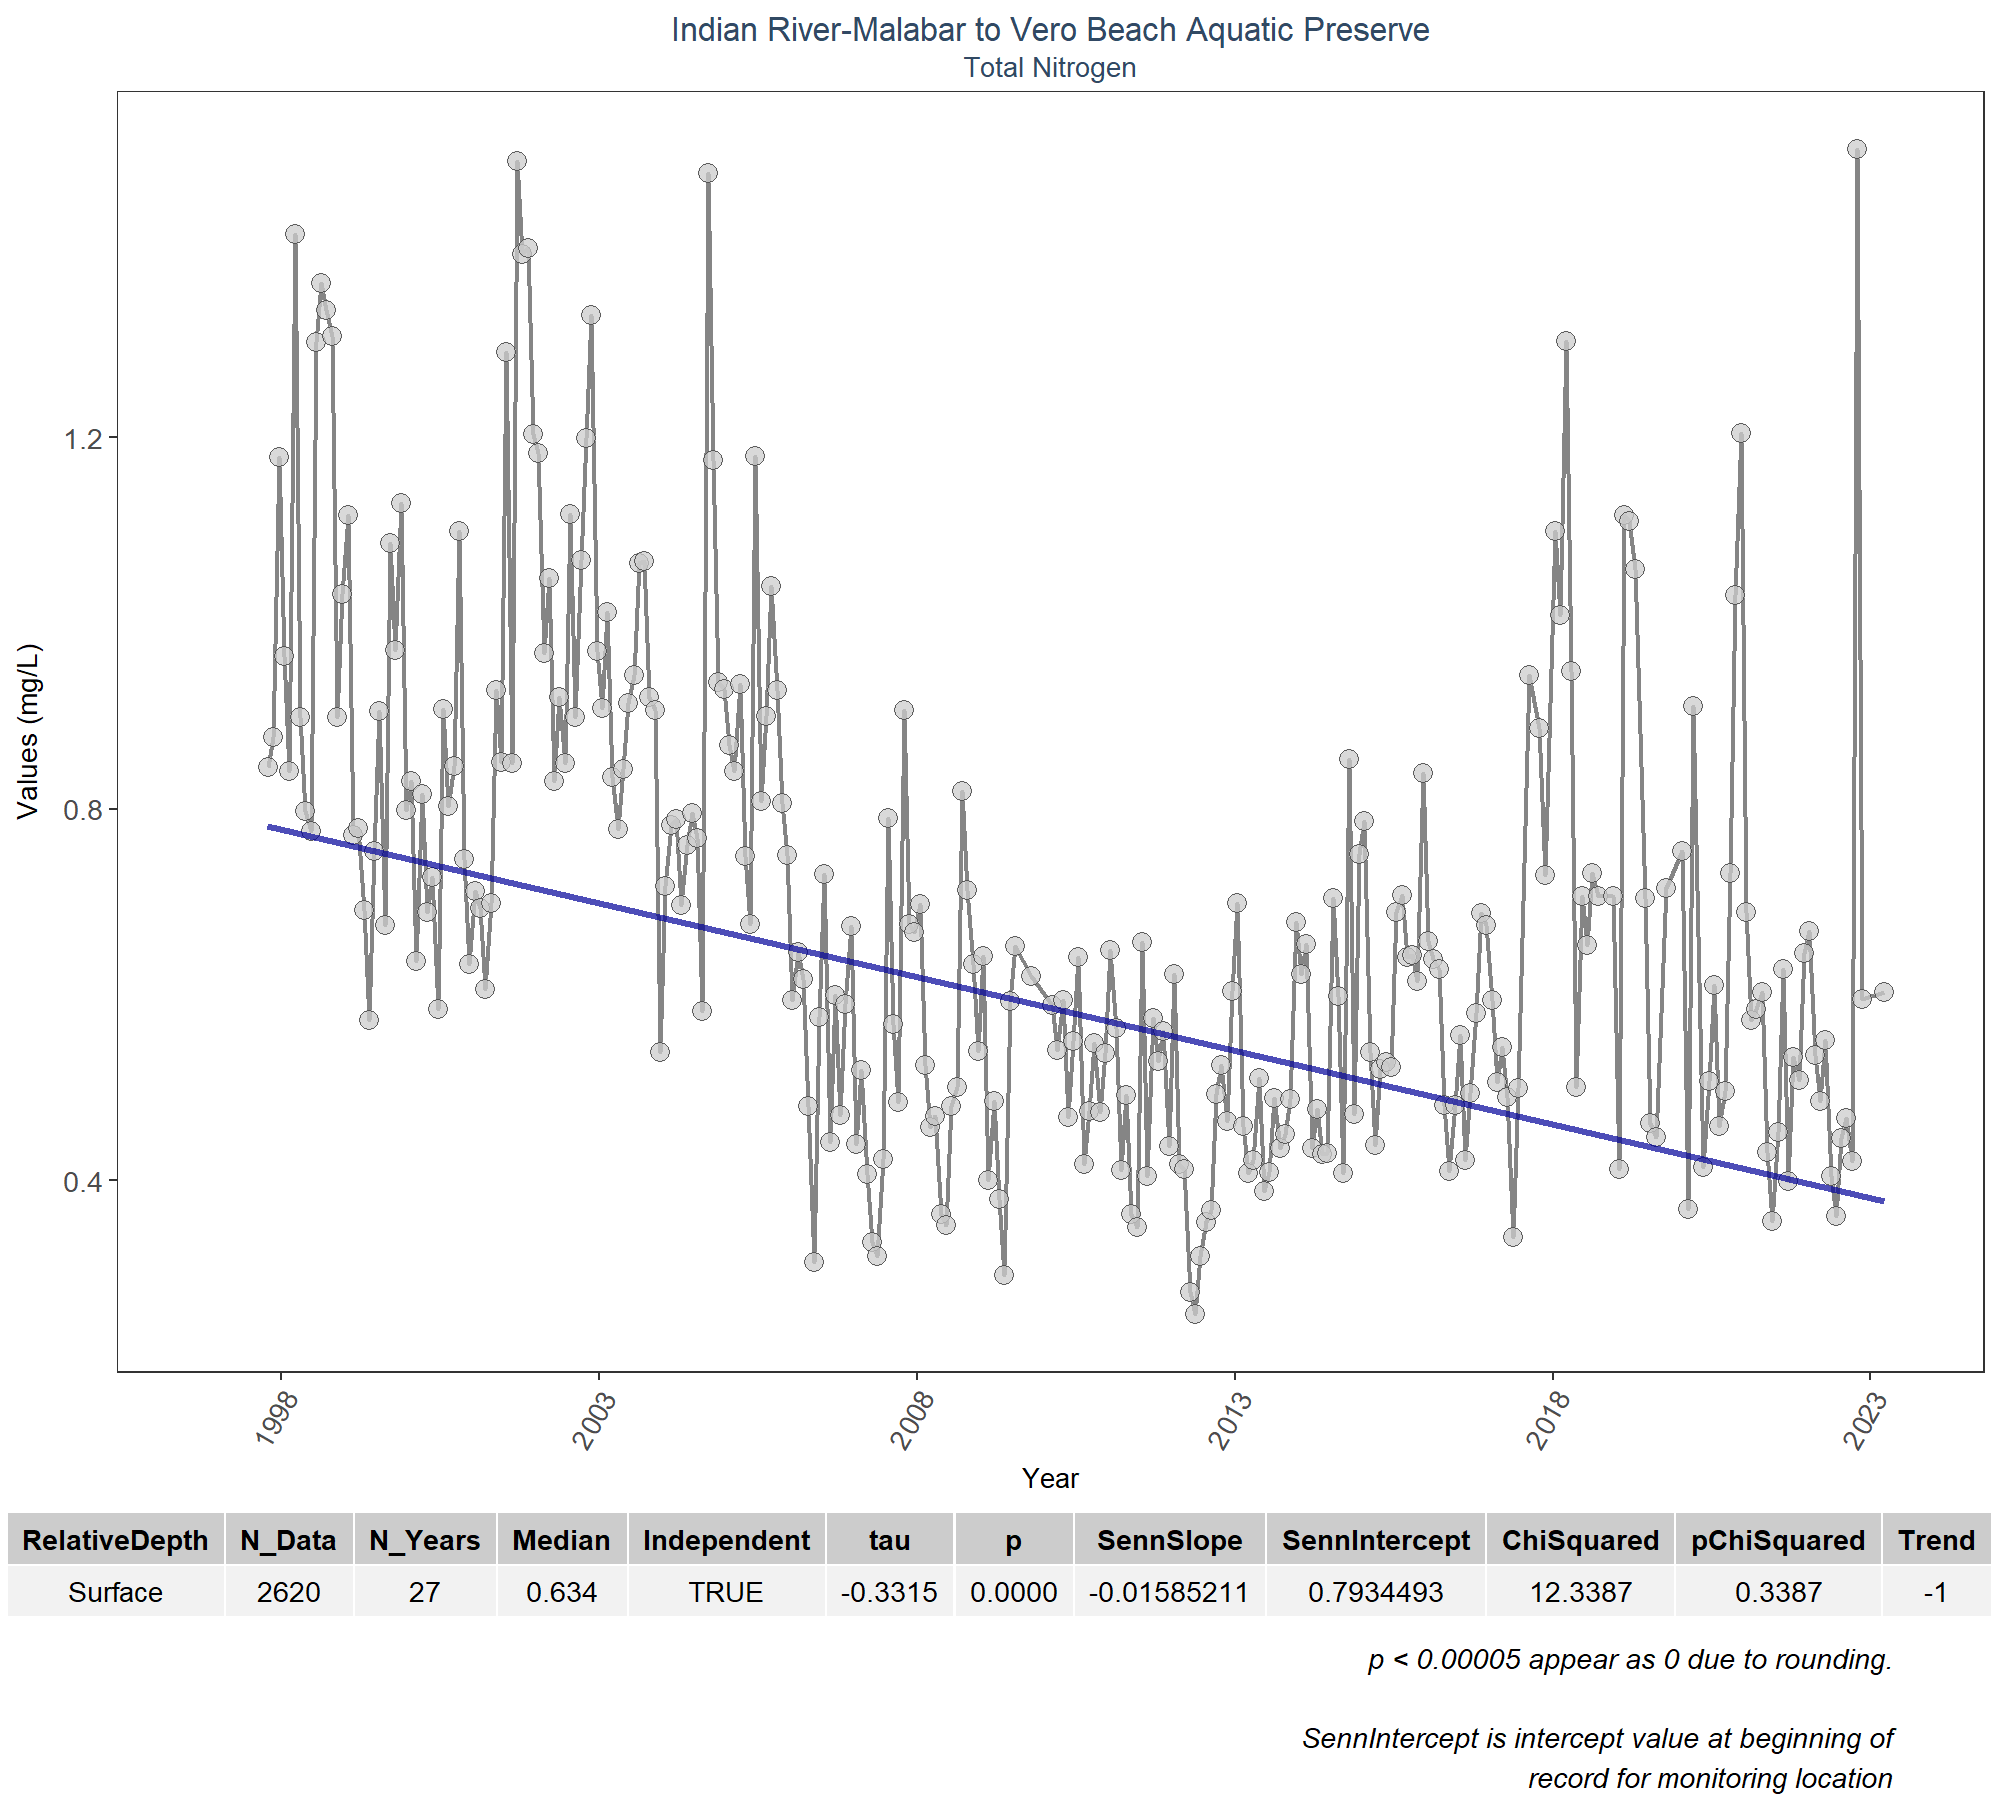 Indian River-Malabar to Vero Beach Aquatic Preserve
Total Nitrogen
Values (mg/L)
1.2
0.8
0.4
1998 2003 2008 2013 2018 2023
Year
RelativeDepth N_Data N_Years Median Independent tau p SennSlope SennIntercept ChiSquared pChiSquared Trend
Surface 2620 27 0.634 TRUE -0.3315 0.0000 -0.01585211 0.7934493 12.3387 0.3387 -1
p < 0.00005 appear as 0 due to rounding.
SennIntercept is intercept value at beginning of
record for monitoring location